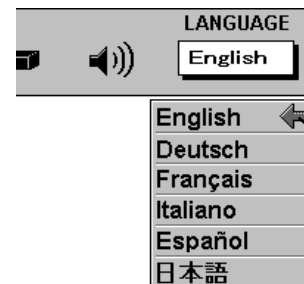 LANGUAGE
English
English
Deutsch
Français
Italiano
Español
日本語